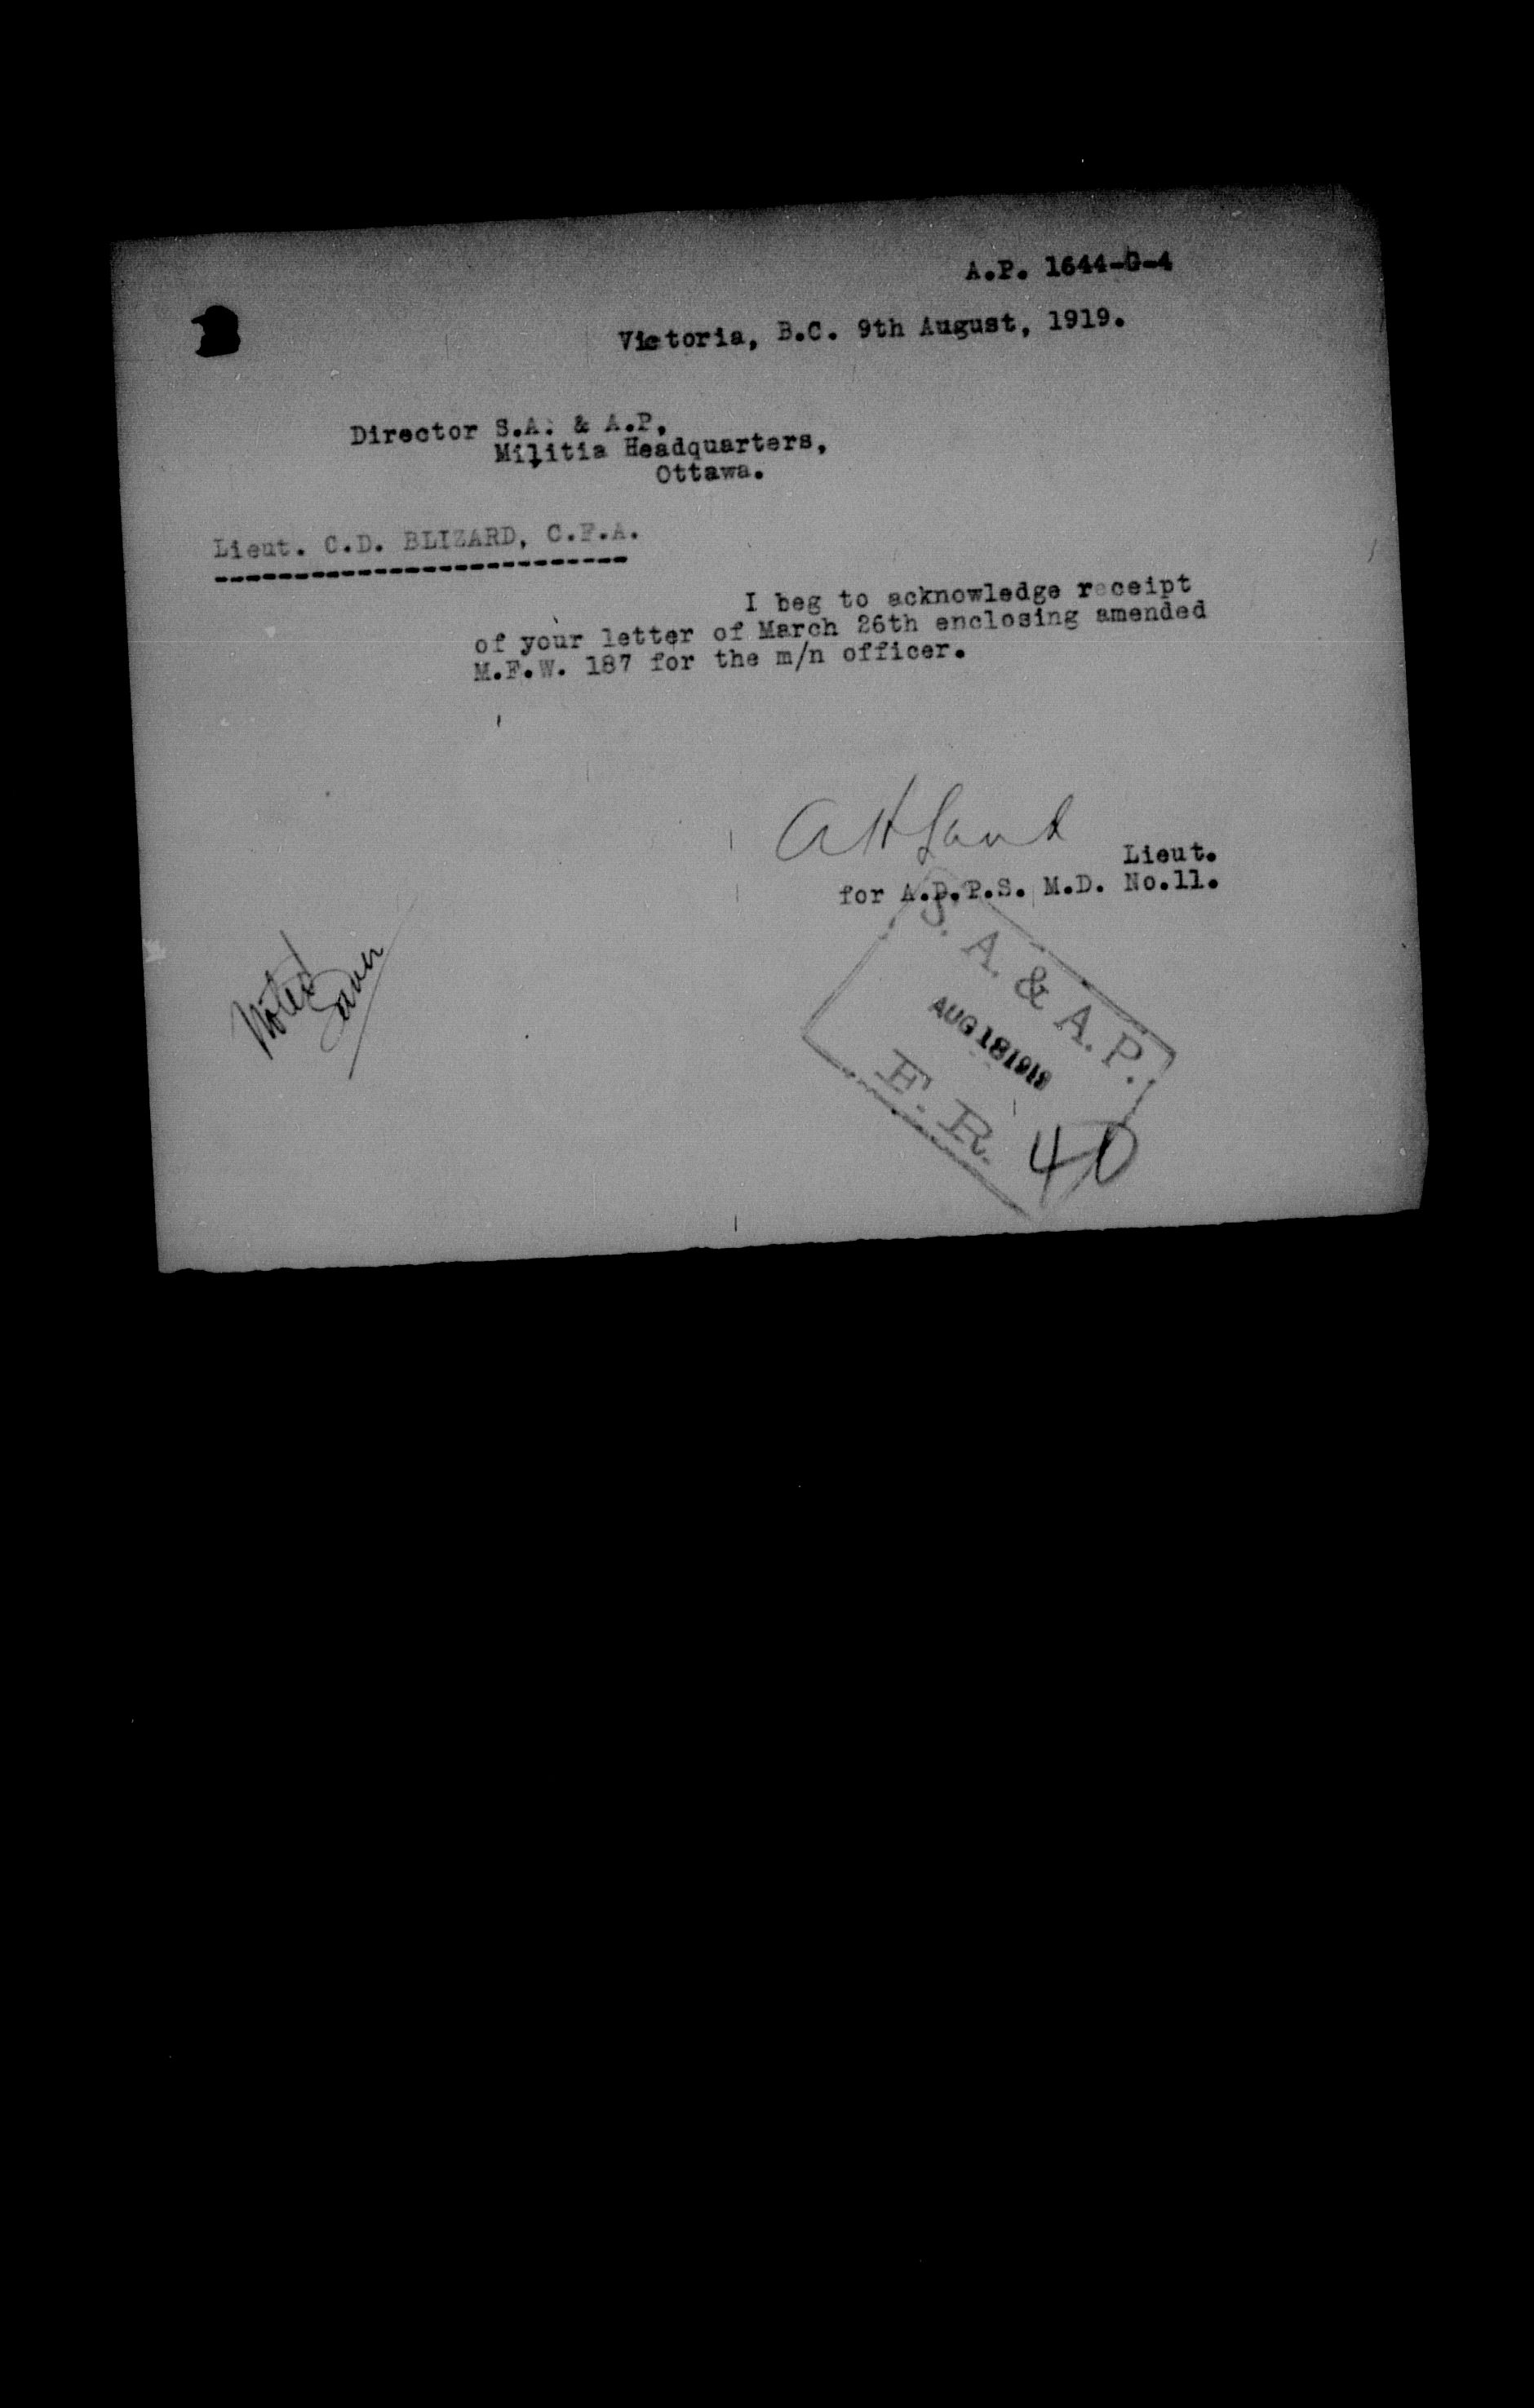 A.P. 1644-G-4
Victoria, B.C. 9th August, 1919.
Director S.A. & A.P.
Militia Headquarters,
Ottawa.
Lieut. C.D. BLIZARD, C.F.A.
I beg to acknowledge receipt
of your letter of March 26th enclosing amended
M.F.W. 187 for the m/n officer.
Lieut.
for A.D.P.S. M.D. No.11.
Noted
S. A. & A. P.
AUG 18 1919
F. R.
40